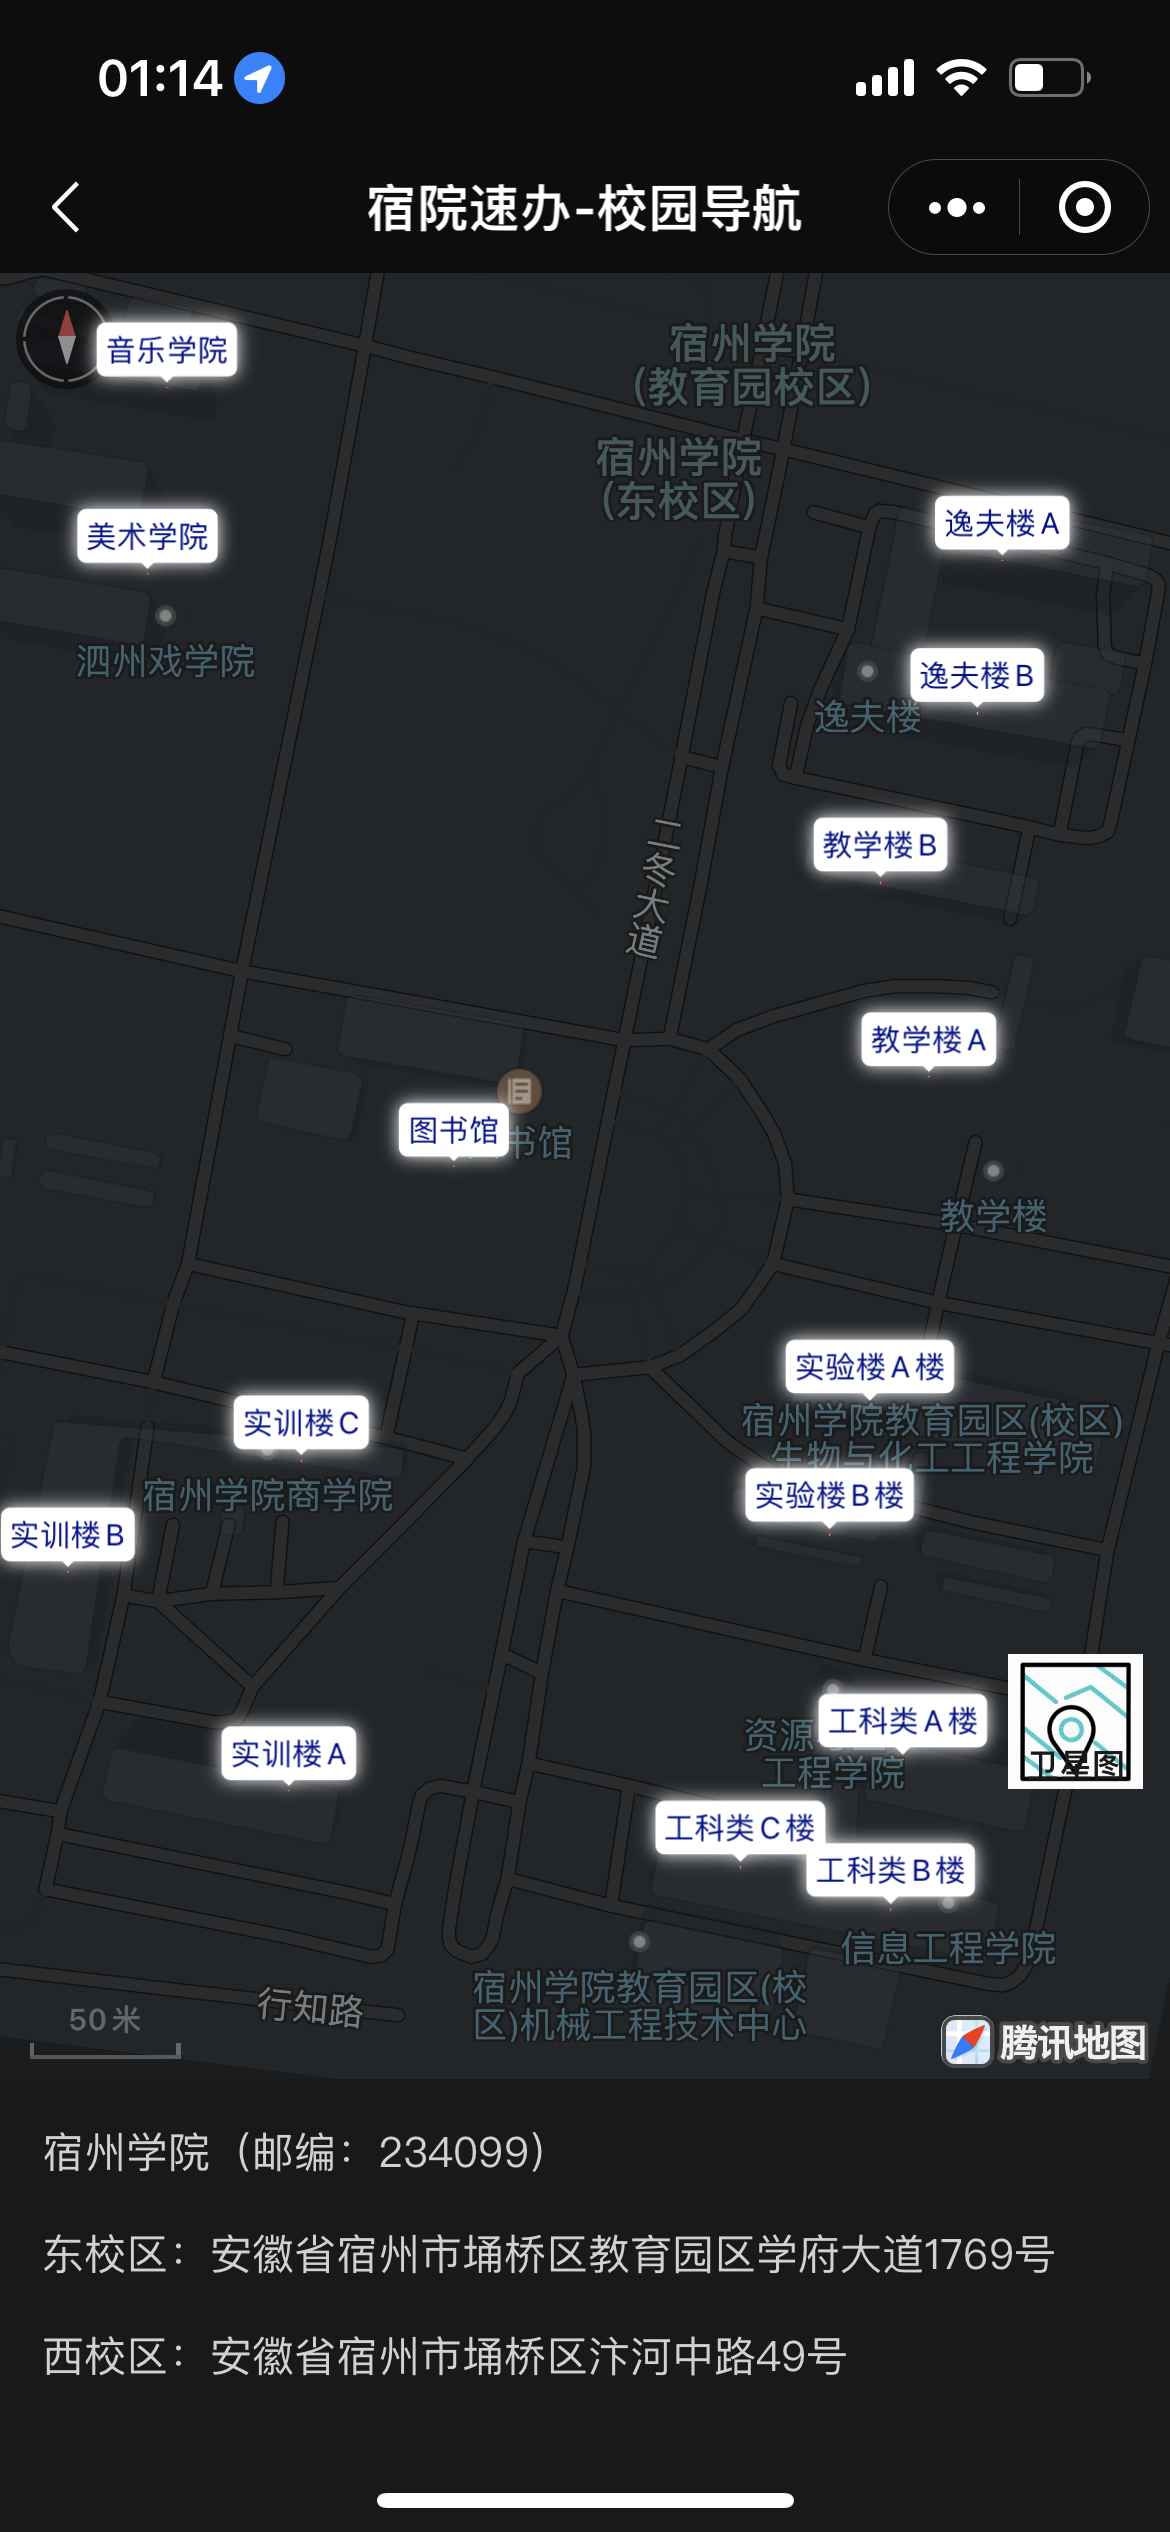 01:14
宿院速办-校园导航
音乐学院
宿州学院
(教育园校区)
宿州学院
(东校区)
逸夫楼A
美术学院
泗州戏学院
逸夫楼B
逸夫楼
教学楼B
二冬大道
教学楼A
图书馆
书馆
教学楼
实验楼A楼
实训楼C
宿州学院教育园区(校区)
生物与化工工程学院
宿州学院商学院
实验楼B楼
实训楼B
工科类A楼
资源
工程学院
卫星图
实训楼A
工科类C楼
工科类B楼
信息工程学院
宿州学院教育园区(校
区)机械工程技术中心
行知路
50米
腾讯地图
宿州学院（邮编：234099）
东校区：安徽省宿州市埇桥区教育园区学府大道1769号
西校区：安徽省宿州市埇桥区汴河中路49号